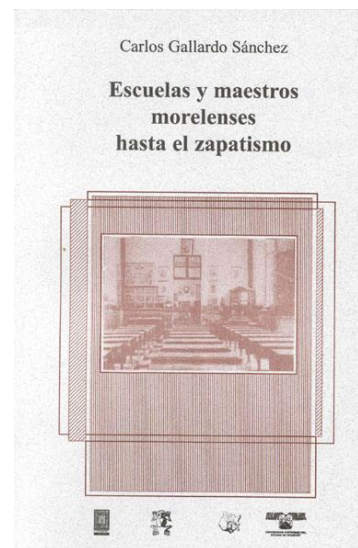 Carlos Gallardo Sánchez
Escuelas y maestros
morelenses
hasta el zapatismo